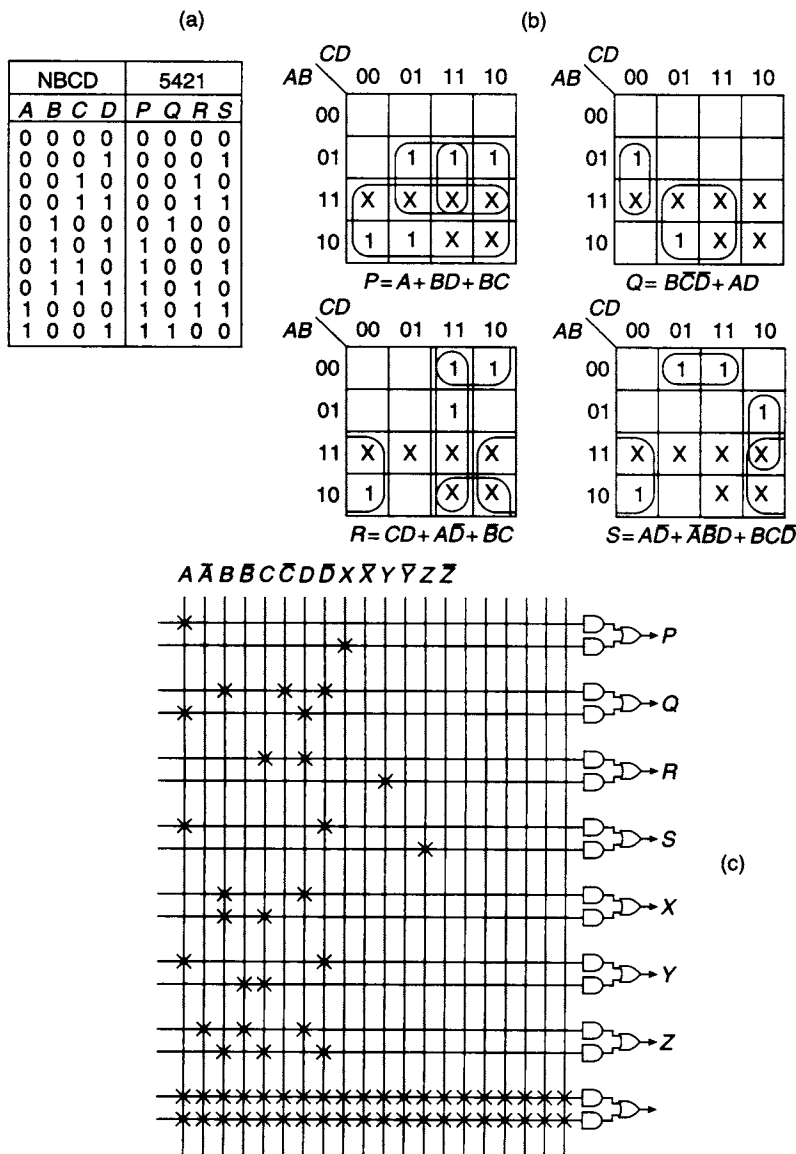 (a)
(b)
NBCD 5421
A B C D P Q R S
0 0 0 0 0 0 0 0
0 0 0 1 0 0 0 1
0 0 1 0 0 0 1 0
0 0 1 1 0 0 1 1
0 1 0 0 0 1 0 0
0 1 0 1 1 0 0 0
0 1 1 0 1 0 0 1
0 1 1 1 1 0 1 0
1 0 0 0 1 0 1 1
1 0 0 1 1 1 0 0
CD
AB 00 01 11 10
00
01 1 1 1
11 X X X X
10 1 1 X X
P = A + BD + BC
CD
AB 00 01 11 10
00
01 1
11 X X X X
10 1 X X
Q = BC̅D̅ + AD
CD
AB 00 01 11 10
00 1 1
01 1
11 X X X X
10 1 X X
R = CD + AD̅ + B̅C
CD
AB 00 01 11 10
00 1 1
01 1
11 X X X X
10 1 X X
S = AD̅ + A̅B̅D + BCD̅
A A̅ B B̅ C C̅ D D̅ X X̅ Y Y̅ Z Z̅
P
Q
R
S
(c)
X
Y
Z